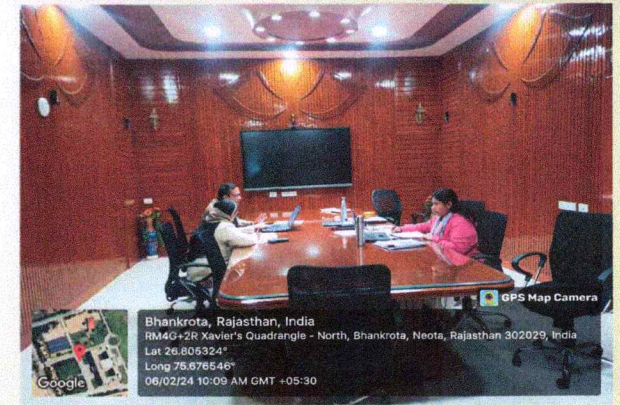 GPS Map Camera
Bhankrota, Rajasthan, India
RM4G+2R Xavier's Quadrangle - North, Bhankrota, Neota, Rajasthan 302029, India
Lat 26.805324°
Long 75.676546°
06/02/24 10:09 AM GMT +05:30
Google